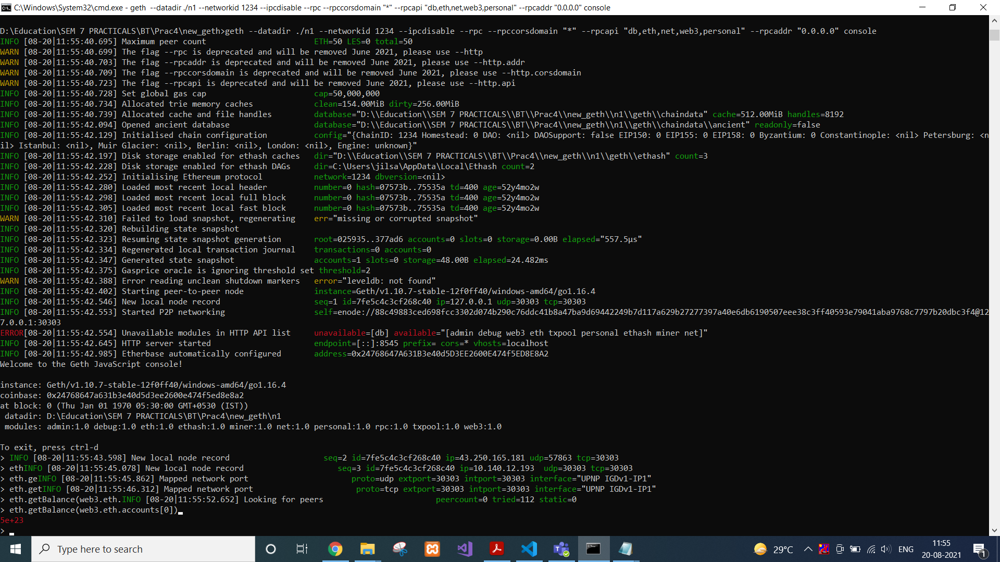 C:\Windows\System32\cmd.exe - geth  --datadir ./n1 --networkid 1234 --ipcdisable --rpc --rpccorsdomain "*" --rpcapi "db,eth,net,web3,personal" --rpcaddr "0.0.0.0" console
D:\Education\SEM 7 PRACTICALS\BT\Prac4\new_geth>geth --datadir ./n1 --networkid 1234 --ipcdisable --rpc --rpccorsdomain "*" --rpcapi "db,eth,net,web3,personal" --rpcaddr "0.0.0.0" console
INFO [08-20|11:55:40.695] Maximum peer count                       ETH=50 LES=0 total=50
WARN [08-20|11:55:40.699] The flag --rpc is deprecated and will be removed June 2021, please use --http
WARN [08-20|11:55:40.703] The flag --rpcaddr is deprecated and will be removed June 2021, please use --http.addr
WARN [08-20|11:55:40.709] The flag --rpccorsdomain is deprecated and will be removed June 2021, please use --http.corsdomain
WARN [08-20|11:55:40.723] The flag --rpcapi is deprecated and will be removed June 2021, please use --http.api
INFO [08-20|11:55:40.728] Set global gas cap                       cap=50,000,000
INFO [08-20|11:55:40.734] Allocated trie memory caches             clean=154.00MiB dirty=256.00MiB
INFO [08-20|11:55:40.739] Allocated cache and file handles         database="D:\\Education\\SEM 7 PRACTICALS\\BT\\Prac4\\new_geth\\n1\\geth\\chaindata" cache=512.00MiB handles=8192
INFO [08-20|11:55:42.094] Opened ancient database                  database="D:\\Education\\SEM 7 PRACTICALS\\BT\\Prac4\\new_geth\\n1\\geth\\chaindata\\ancient" readonly=false
INFO [08-20|11:55:42.129] Initialised chain configuration          config="{ChainID: 1234 Homestead: 0 DAO: <nil> DAOSupport: false EIP150: 0 EIP155: 0 EIP158: 0 Byzantium: 0 Constantinople: <nil> Petersburg: <n
il> Istanbul: <nil>, Muir Glacier: <nil>, Berlin: <nil>, London: <nil>, Engine: unknown}"
INFO [08-20|11:55:42.197] Disk storage enabled for ethash caches   dir="D:\\Education\\SEM 7 PRACTICALS\\BT\\Prac4\\new_geth\\n1\\geth\\ethash" count=3
INFO [08-20|11:55:42.228] Disk storage enabled for ethash DAGs     dir=C:\Users\jilsa\AppData\Local\Ethash count=2
INFO [08-20|11:55:42.252] Initialising Ethereum protocol           network=1234 dbversion=<nil>
INFO [08-20|11:55:42.280] Loaded most recent local header          number=0 hash=07573b..75535a td=400 age=52y4mo2w
INFO [08-20|11:55:42.298] Loaded most recent local full block      number=0 hash=07573b..75535a td=400 age=52y4mo2w
INFO [08-20|11:55:42.305] Loaded most recent local fast block      number=0 hash=07573b..75535a td=400 age=52y4mo2w
WARN [08-20|11:55:42.310] Failed to load snapshot, regenerating    err="missing or corrupted snapshot"
INFO [08-20|11:55:42.320] Rebuilding state snapshot
INFO [08-20|11:55:42.323] Resuming state snapshot generation       root=025935..377ad6 accounts=0 slots=0 storage=0.00B elapsed="557.5µs"
INFO [08-20|11:55:42.334] Regenerated local transaction journal    transactions=0 accounts=0
INFO [08-20|11:55:42.347] Generated state snapshot                 accounts=1 slots=0 storage=48.00B elapsed=24.482ms
INFO [08-20|11:55:42.375] Gasprice oracle is ignoring threshold set threshold=2
WARN [08-20|11:55:42.388] Error reading unclean shutdown markers   error="leveldb: not found"
INFO [08-20|11:55:42.402] Starting peer-to-peer node               instance=Geth/v1.10.7-stable-12f0ff40/windows-amd64/go1.16.4
INFO [08-20|11:55:42.546] New local node record                    seq=1 id=7fe5c4c3cf268c40 ip=127.0.0.1 udp=30303 tcp=30303
INFO [08-20|11:55:42.553] Started P2P networking                   self=enode://88c49883ced698fcc3302d074b290c76ddc41b8a47ba9d69442249b7d117a629b27277397a40e6db6190507eee38c3ff40593e79041aba9768c7797b20dbc3f4@12
7.0.0.1:30303
ERROR[08-20|11:55:42.554] Unavailable modules in HTTP API list     unavailable=[db] available="[admin debug web3 eth txpool personal ethash miner net]"
INFO [08-20|11:55:42.645] HTTP server started                      endpoint=[::]:8545 prefix= cors=* vhosts=localhost
INFO [08-20|11:55:42.985] Etherbase automatically configured       address=0x24768647A631B3e40d5D3EE2600E474f5ED8E8A2
Welcome to the Geth JavaScript console!
instance: Geth/v1.10.7-stable-12f0ff40/windows-amd64/go1.16.4
coinbase: 0x24768647a631b3e40d5d3ee2600e474f5ed8e8a2
at block: 0 (Thu Jan 01 1970 05:30:00 GMT+0530 (IST))
 datadir: D:\Education\SEM 7 PRACTICALS\BT\Prac4\new_geth\n1
 modules: admin:1.0 debug:1.0 eth:1.0 ethash:1.0 miner:1.0 net:1.0 personal:1.0 rpc:1.0 txpool:1.0 web3:1.0
To exit, press ctrl-d
> INFO [08-20|11:55:43.598] New local node record                    seq=2 id=7fe5c4c3cf268c40 ip=43.250.165.181 udp=57863 tcp=30303
> ethINFO [08-20|11:55:45.078] New local node record                    seq=3 id=7fe5c4c3cf268c40 ip=10.140.12.193  udp=30303 tcp=30303
> eth.geINFO [08-20|11:55:45.862] Mapped network port                      proto=udp extport=30303 intport=30303 interface="UPNP IGDv1-IP1"
> eth.getINFO [08-20|11:55:46.312] Mapped network port                      proto=tcp extport=30303 intport=30303 interface="UPNP IGDv1-IP1"
> eth.getBalance(web3.eth.INFO [08-20|11:55:52.652] Looking for peers                        peercount=0 tried=112 static=0
> eth.getBalance(web3.eth.accounts[0])
5e+23
>
Type here to search
29°C
ENG
11:55
20-08-2021
1